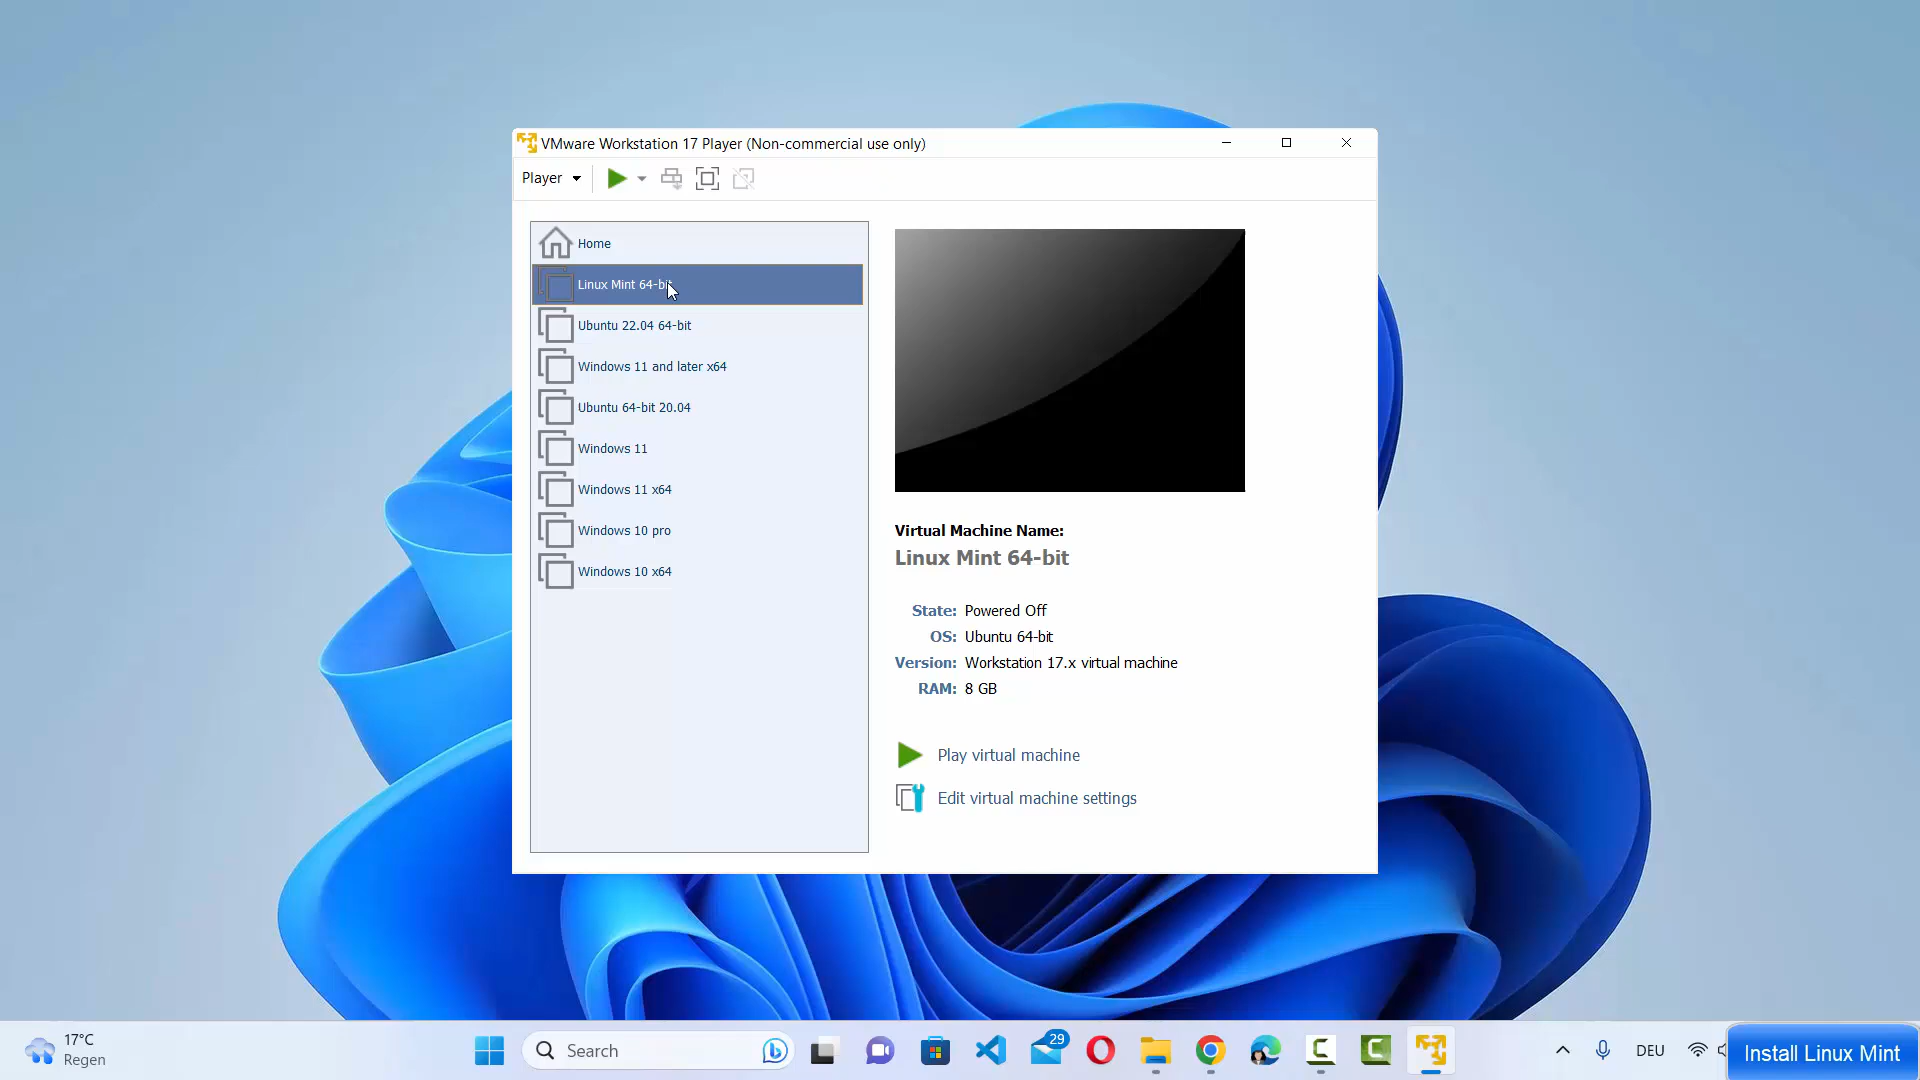 VMware Workstation 17 Player (Non-commercial use only)
Player
Home
Linux Mint 64-bit
Ubuntu 22.04 64-bit
Windows 11 and later x64
Ubuntu 64-bit 20.04
Windows 11
Windows 11 x64
Windows 10 pro
Windows 10 x64
Virtual Machine Name:
Linux Mint 64-bit
State: Powered Off
OS: Ubuntu 64-bit
Version: Workstation 17.x virtual machine
RAM: 8 GB
Play virtual machine
Edit virtual machine settings
17°C
Regen
Search
29
DEU
Install Linux Mint